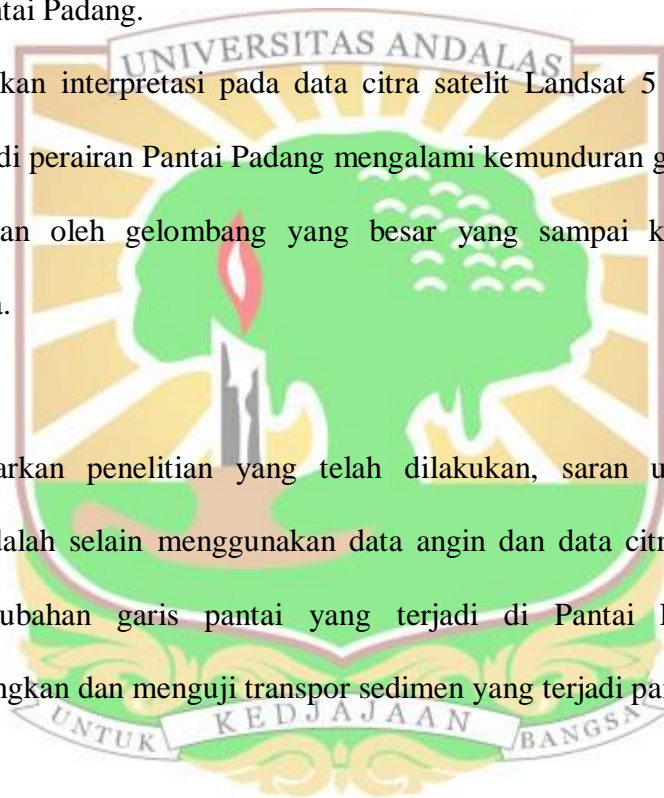 ntai Padang.
UNIVERSITAS ANDALAS
kan interpretasi pada data citra satelit Landsat 5
di perairan Pantai Padang mengalami kemunduran g
an oleh gelombang yang besar yang sampai k
.
arkan penelitian yang telah dilakukan, saran u
dalah selain menggunakan data angin dan data citr
ubahan garis pantai yang terjadi di Pantai
ngkan dan menguji transpor sedimen yang terjadi pa
UNTUK KEDJAJAAN BANGSA